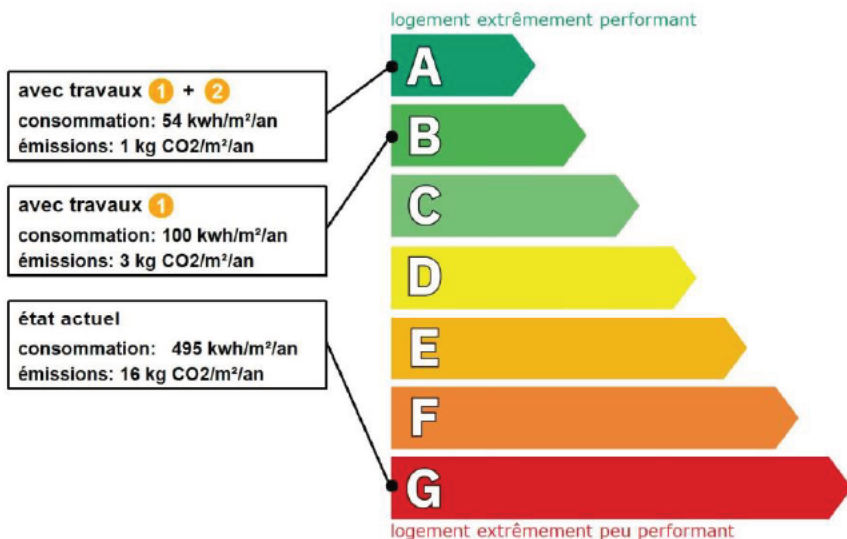 logement extrêmement performant
avec travaux 1 + 2
consommation: 54 kwh/m²/an
émissions: 1 kg CO2/m²/an
avec travaux 1
consommation: 100 kwh/m²/an
émissions: 3 kg CO2/m²/an
état actuel
consommation: 495 kwh/m²/an
émissions: 16 kg CO2/m²/an
A
B
C
D
E
F
G
logement extrêmement peu performant